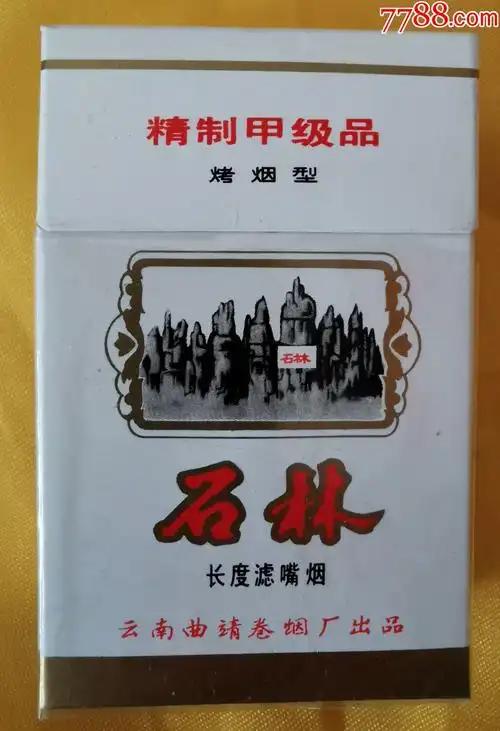 7788.com
精制甲级品
烤烟型
石林
石林
长度滤嘴烟
云南曲靖卷烟厂出品